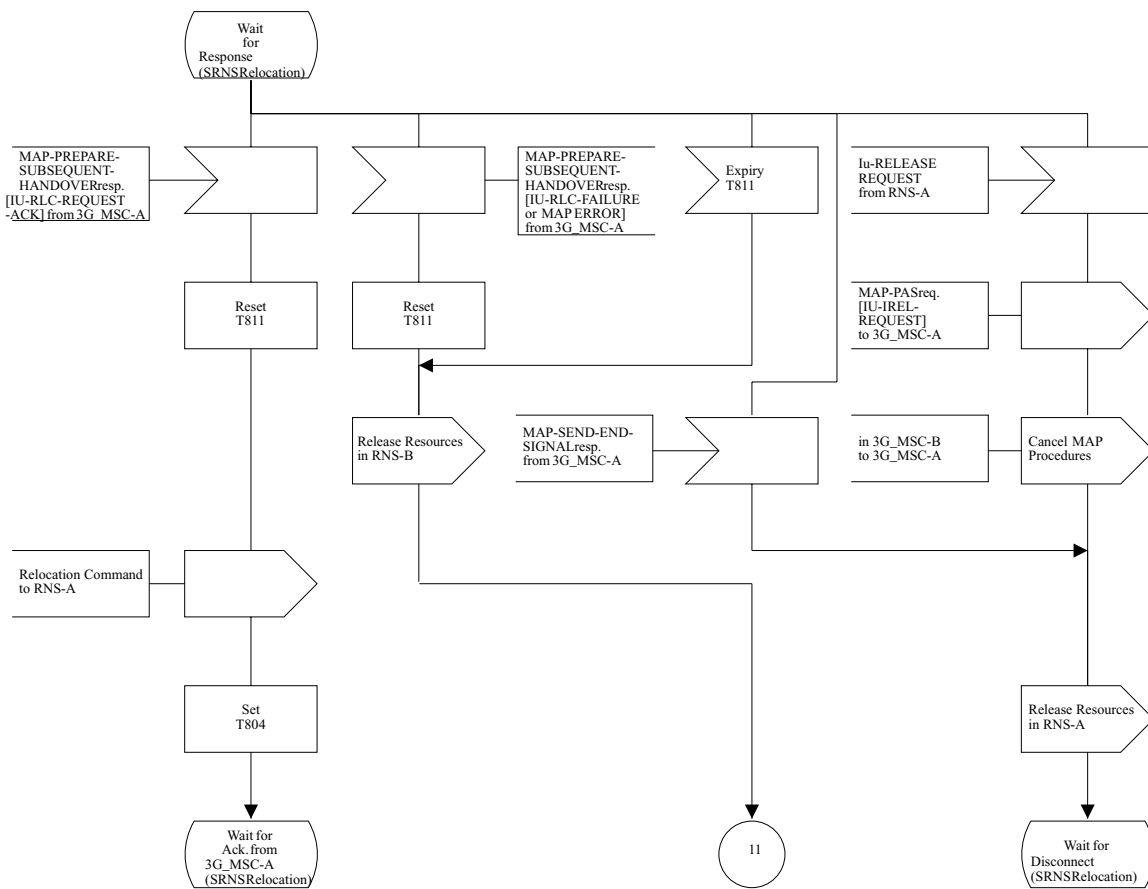 Wait
for
Response
(SRNSRelocation)
MAP-PREPARE-
SUBSEQUENT-
HANDOVERresp.
[IU-RLC-REQUEST
-ACK] from 3G_MSC-A
MAP-PREPARE-
SUBSEQUENT-
HANDOVERresp.
[IU-RLC-FAILURE
or MAP ERROR]
from 3G_MSC-A
Expiry
T811
Iu-RELEASE
REQUEST
from RNS-A
Reset
T811
Reset
T811
MAP-PASreq.
[IU-IREL-
REQUEST]
to 3G_MSC-A
Release Resources
in RNS-B
MAP-SEND-END-
SIGNALresp.
from 3G_MSC-A
in 3G_MSC-B
to 3G_MSC-A
Cancel MAP
Procedures
Relocation Command
to RNS-A
Set
T804
Release Resources
in RNS-A
Wait for
Ack.from
3G_MSC-A
(SRNSRelocation)
11
Wait for
Disconnect
(SRNSRelocation)